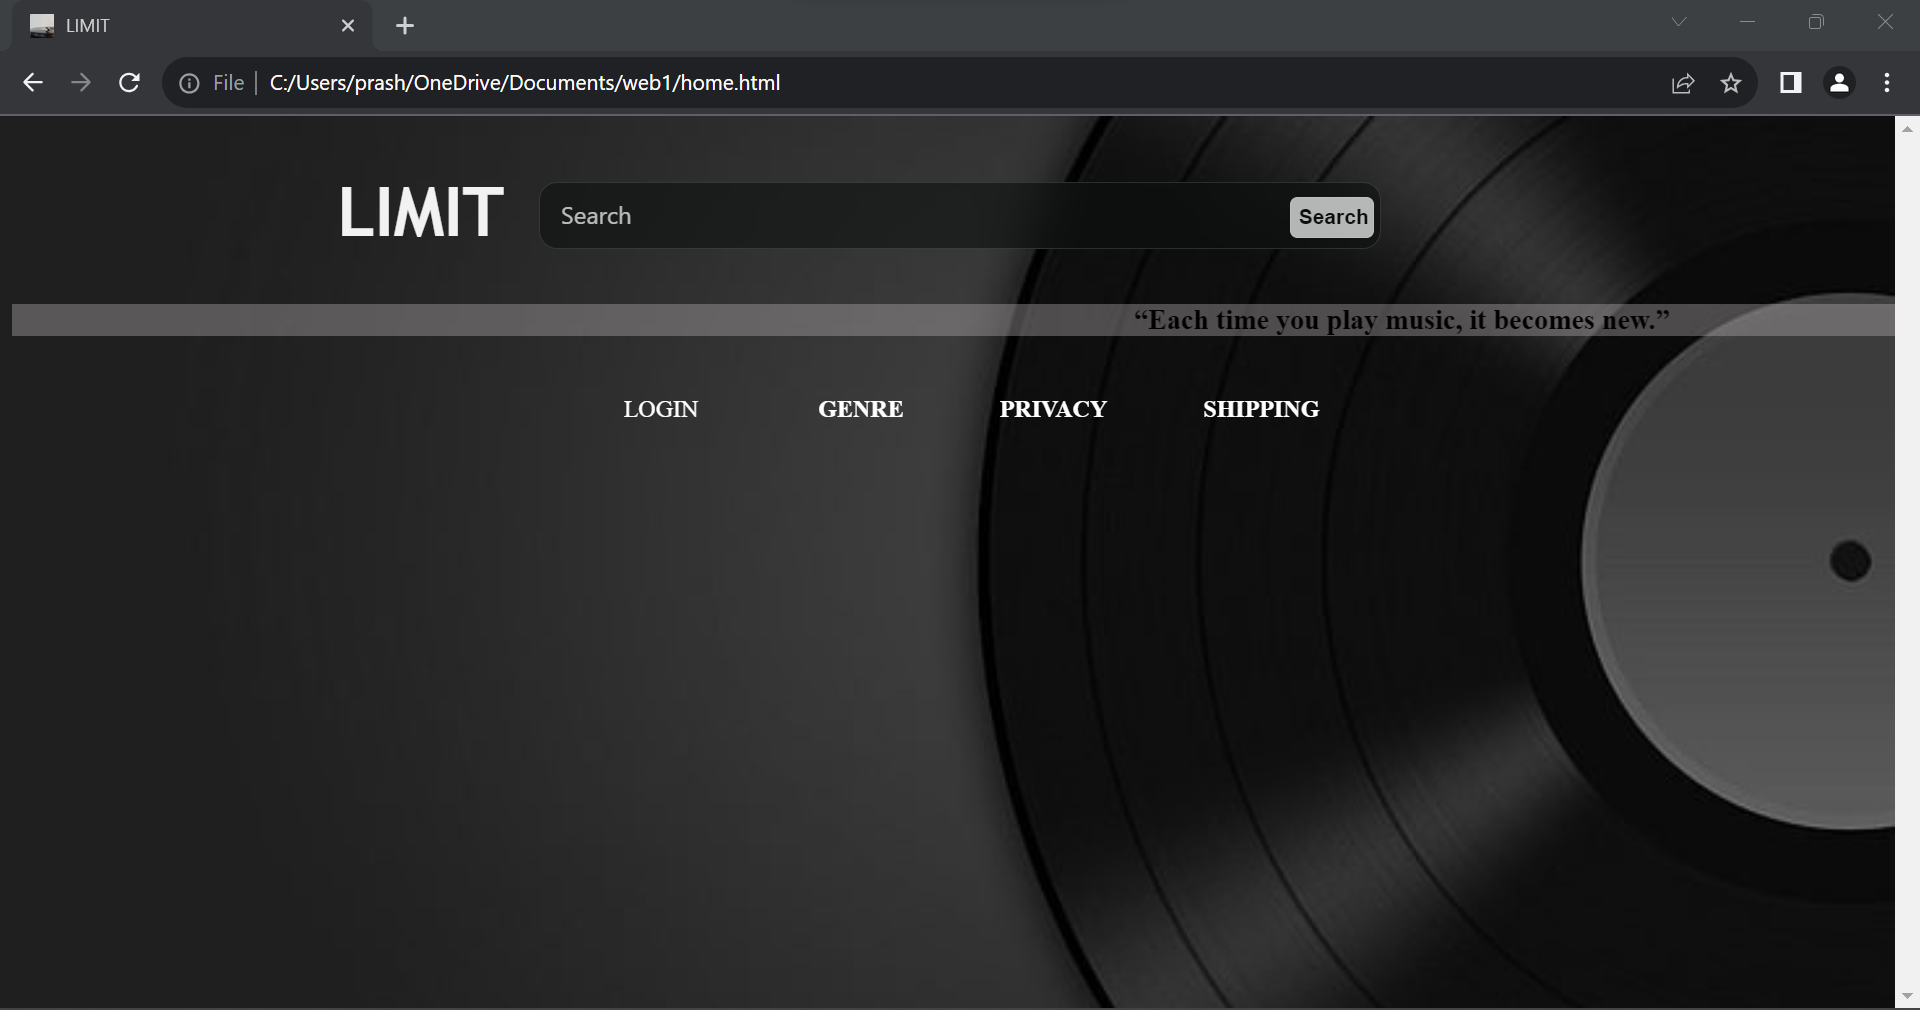 LIMIT
File C:/Users/prash/OneDrive/Documents/web1/home.html
LIMIT Search Search
“Each time you play music, it becomes new.”
LOGIN GENRE PRIVACY SHIPPING